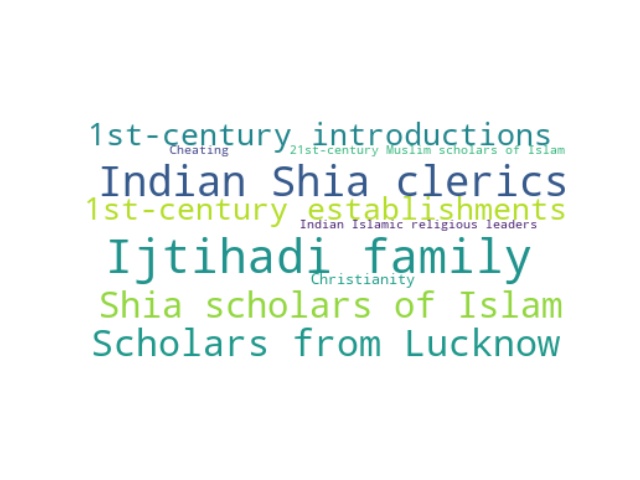 1st-century introductions
Cheating
21st-century Muslim scholars of Islam
Indian Shia clerics
1st-century establishments
Indian Islamic religious leaders
Ijtihadi family
Christianity
Shia scholars of Islam
Scholars from Lucknow